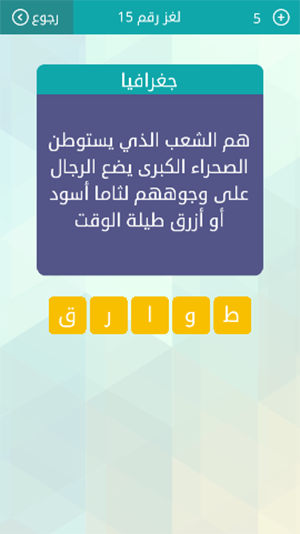 رجوع
لغز رقم 15
5
جغرافيا
هم الشعب الذي يستوطن
الصحراء الكبرى يضع الرجال
على وجوههم لثاما أسود
أو أزرق طيلة الوقت
ط و ا ر ق